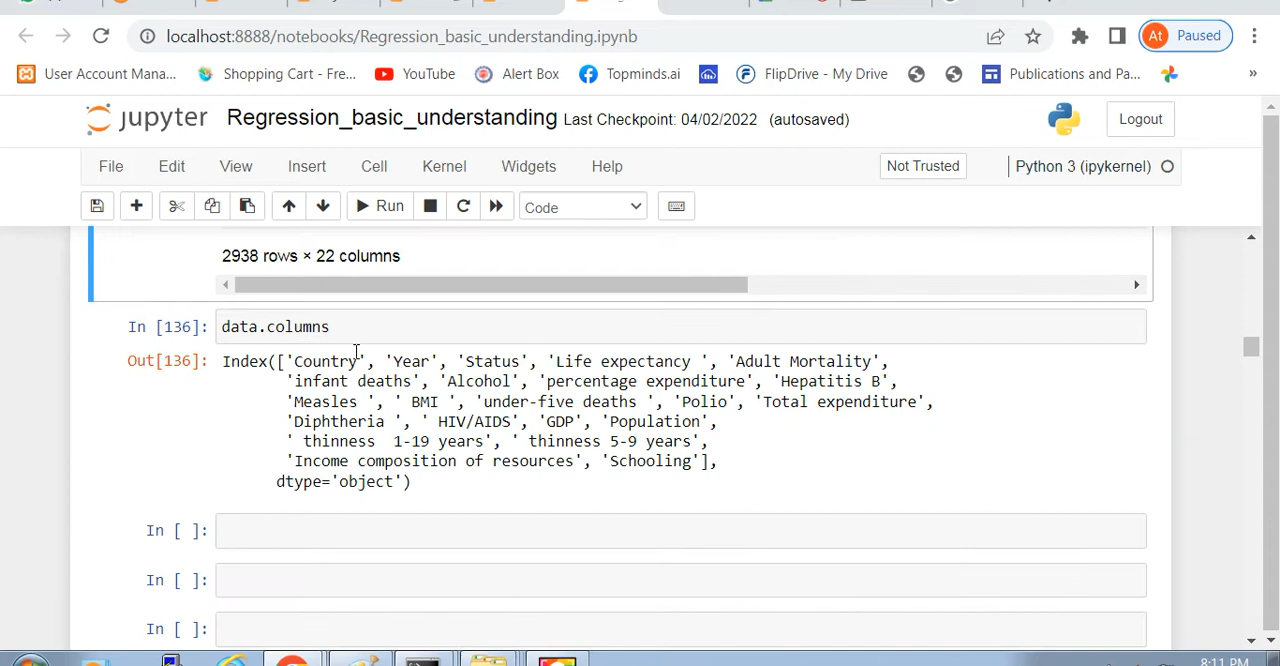 localhost:8888/notebooks/Regression_basic_understanding.ipynb
At Paused
User Account Mana... Shopping Cart - Fre... YouTube Alert Box Topminds.ai FlipDrive - My Drive Publications and Pa... »
jupyter Regression_basic_understanding Last Checkpoint: 04/02/2022 (autosaved) Logout
File Edit View Insert Cell Kernel Widgets Help Not Trusted Python 3 (ipykernel)
Run Code
2938 rows × 22 columns
In [136]: data.columns
Out[136]: Index(['Country', 'Year', 'Status', 'Life expectancy ', 'Adult Mortality',
'infant deaths', 'Alcohol', 'percentage expenditure', 'Hepatitis B',
'Measles ', ' BMI ', 'under-five deaths ', 'Polio', 'Total expenditure',
'Diphtheria ', ' HIV/AIDS', 'GDP', 'Population',
' thinness  1-19 years', ' thinness 5-9 years',
'Income composition of resources', 'Schooling'],
dtype='object')
In [ ]:
In [ ]:
In [ ]:
8:11 PM